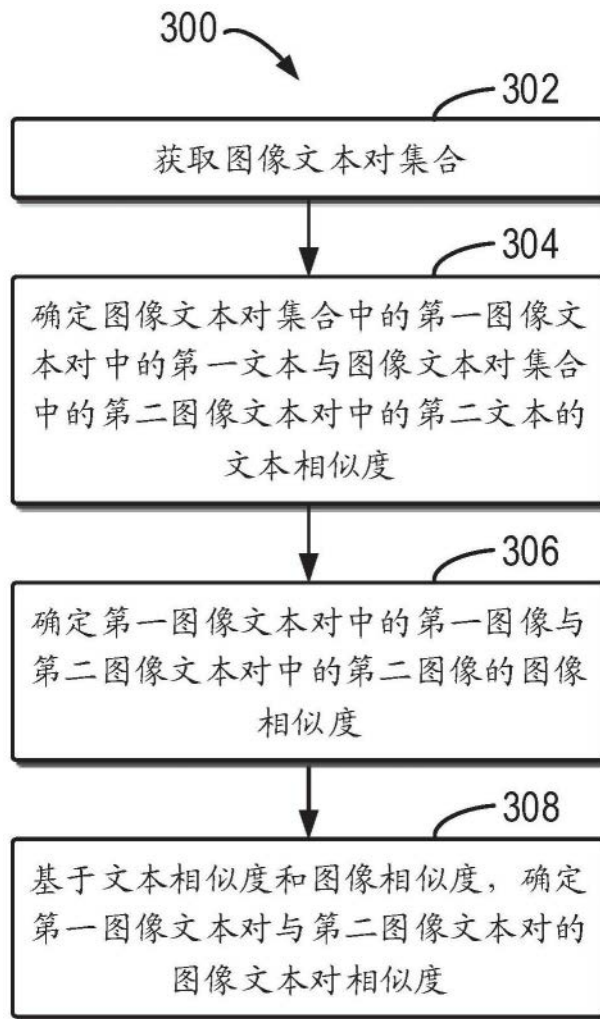 300
302
获取图像文本对集合
304
确定图像文本对集合中的第一图像文
本对中的第一文本与图像文本对集合
中的第二图像文本对中的第二文本的
文本相似度
306
确定第一图像文本对中的第一图像与
第二图像文本对中的第二图像的图像
相似度
308
基于文本相似度和图像相似度，确定
第一图像文本对与第二图像文本对的
图像文本对相似度